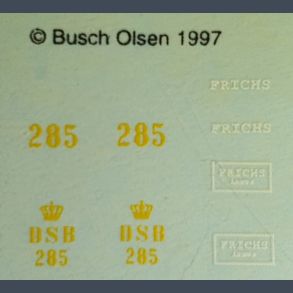 © Busch Olsen 1997
FRICHS
285 285 FRICHS
FRICHS
DSB DSB FRICHS
285 285